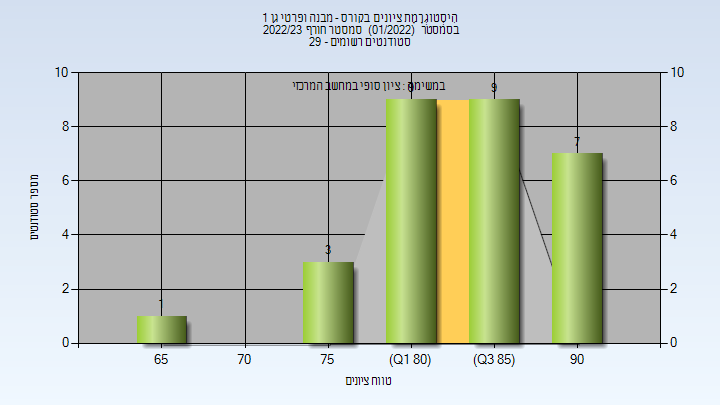 היסטוגרמת ציונים בקורס - מבנה ופרטי גן 1
בסמסטר (01/2022) סמסטר חורף 2022/23
סטודנטים רשומים - 29
במשימה : ציון סופי במחשב המרכזי
10 10
8 8
6 6
4 4
2 2
0 0
1 3 9 7
65 70 75 (Q1 80) (Q3 85) 90
מספר סטודנטים
טווח ציונים